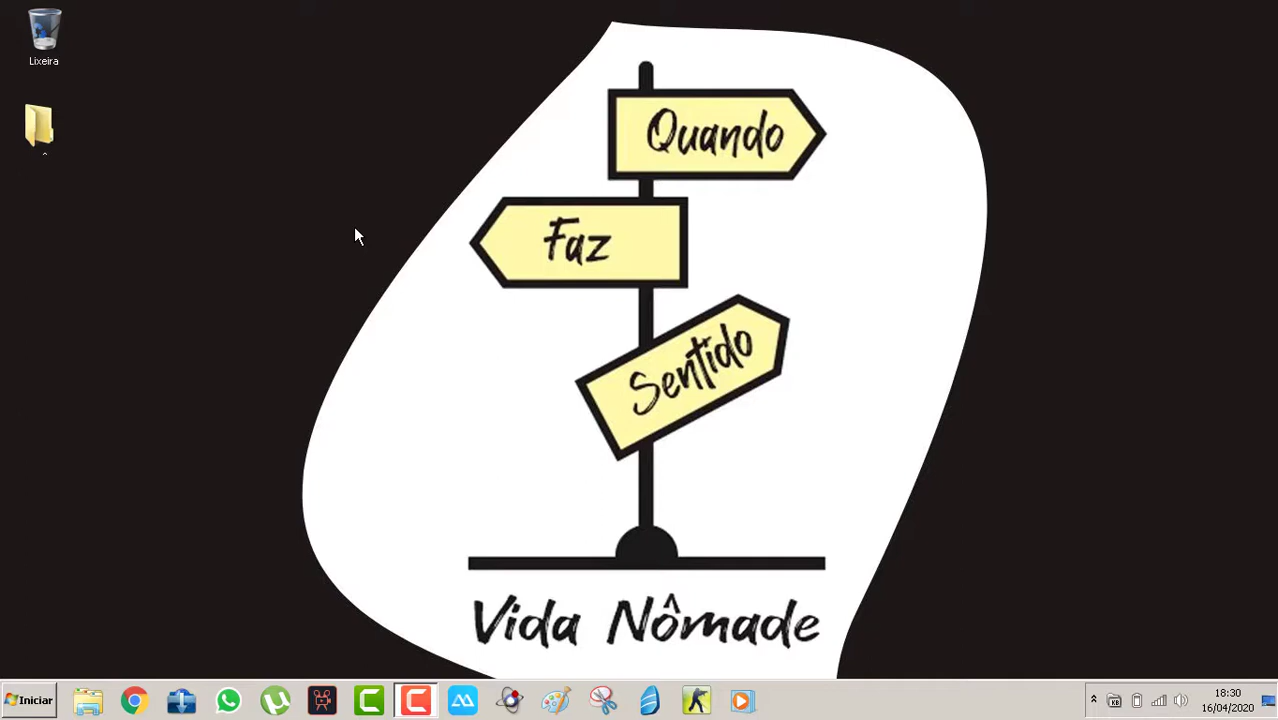 Lixeira
^
Quando
Faz
Sentido
Vida Nômade
Iniciar
18:30
16/04/2020